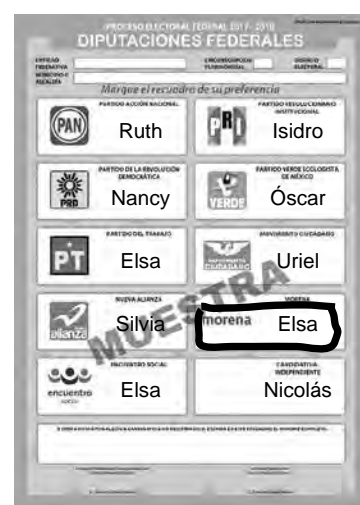 PROCESO ELECTORAL FEDERAL 2017-2018
DIPUTACIONES FEDERALES
ENTIDAD FEDERATIVA
CIRCUNSCRIPCIÓN PLURINOMINAL
DISTRITO ELECTORAL
MUNICIPIO O ALCALDÍA
Marque el recuadro de su preferencia
PARTIDO ACCIÓN NACIONAL
PAN
Ruth
PARTIDO REVOLUCIONARIO
INSTITUCIONAL
PRI
Isidro
PARTIDO DE LA REVOLUCIÓN
DEMOCRÁTICA
PRD
Nancy
PARTIDO VERDE ECOLOGISTA
DE MÉXICO
VERDE
Óscar
PARTIDO DEL TRABAJO
PT
Elsa
MOVIMIENTO CIUDADANO
MOVIMIENTO
CIUDADANO
Uriel
NUEVA ALIANZA
alianza
Silvia
MORENA
morena
Elsa
ENCUENTRO SOCIAL
encuentro
social
Elsa
CANDIDATO/A
INDEPENDIENTE
Nicolás
MUESTRA